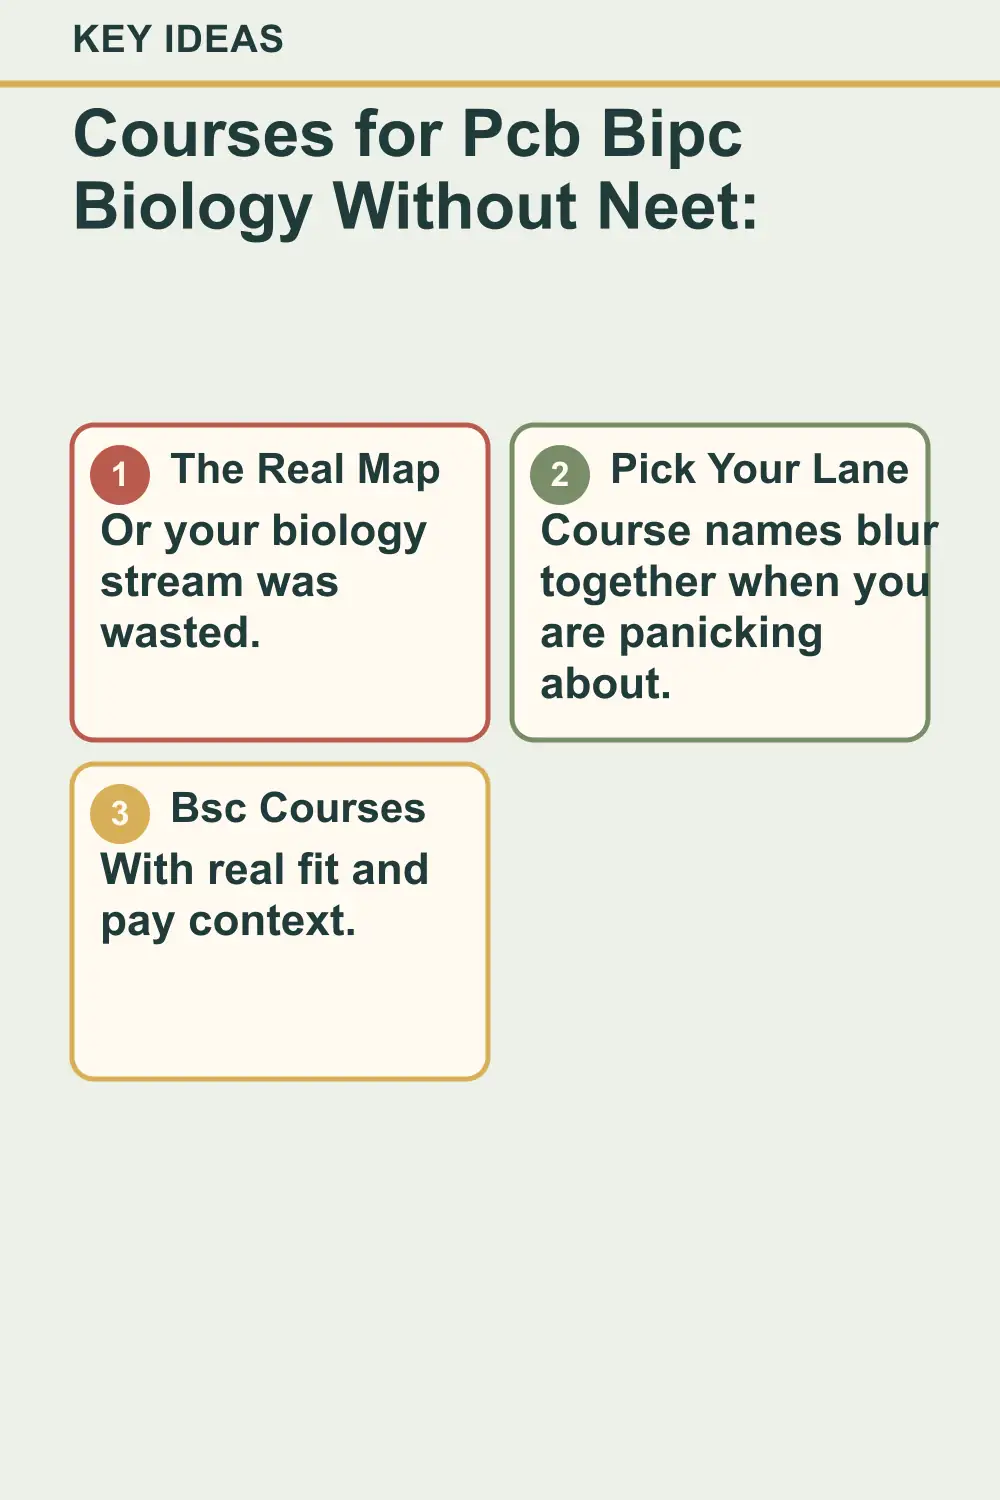 KEY IDEAS
Courses for Pcb Bipc
Biology Without Neet:
1 The Real Map
Or your biology
stream was
wasted.
2 Pick Your Lane
Course names blur
together when you
are panicking
about.
3 Bsc Courses
With real fit and
pay context.